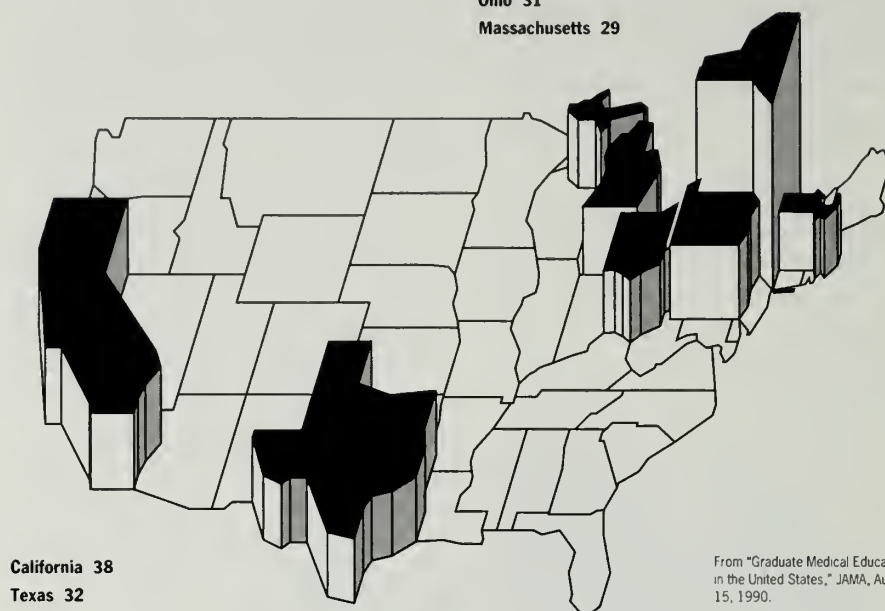 Ohio 31
Massachusetts 29
California 38
Texas 32
From "Graduate Medical Educa
in the United States," JAMA, Au
15, 1990.